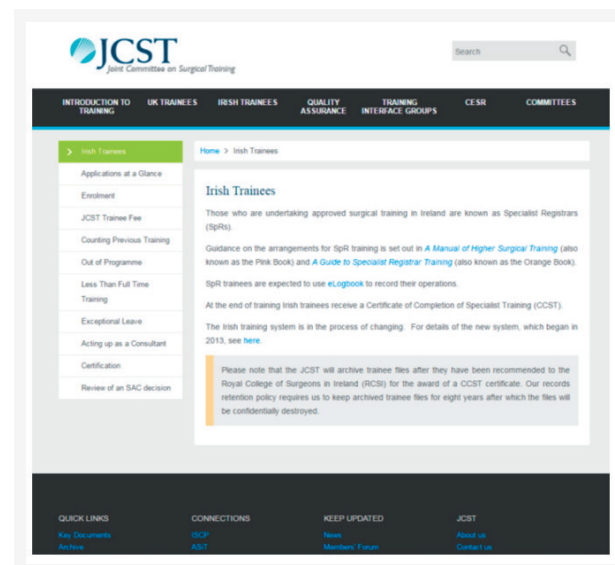 JCST
Joint Committee on Surgical Training
Search
INTRODUCTION TO TRAINING
UK TRAINEES
IRISH TRAINEES
QUALITY ASSURANCE
TRAINING INTERFACE GROUPS
CESR
COMMITTEES
Irish Trainees
Applications at a Glance
Enrolment
JCST Trainee Fee
Counting Previous Training
Out of Programme
Less Than Full Time
Training
Exceptional Leave
Acting up as a Consultant
Certification
Review of an SAC decision
Home > Irish Trainees
Irish Trainees
Those who are undertaking approved surgical training in Ireland are known as Specialist Registrars
(SpRs).
Guidance on the arrangements for SpR training is set out in A Manual of Higher Surgical Training (also
known as the Pink Book) and A Guide to Specialist Registrar Training (also known as the Orange Book).
SpR trainees are expected to use eLogbook to record their operations.
At the end of training Irish trainees receive a Certificate of Completion of Specialist Training (CCST).
The Irish training system is in the process of changing. For details of the new system, which began in
2013, see here.
Please note that the JCST will archive trainee files after they have been recommended to the
Royal College of Surgeons in Ireland (RCSI) for the award of a CCST certificate. Our records
retention policy requires us to keep archived trainee files for eight years after which the files will
be confidentially destroyed.
QUICK LINKS
Key Documents
Archive
CONNECTIONS
ISCP
ASiT
KEEP UPDATED
News
Members' Forum
JCST
About us
Contact us